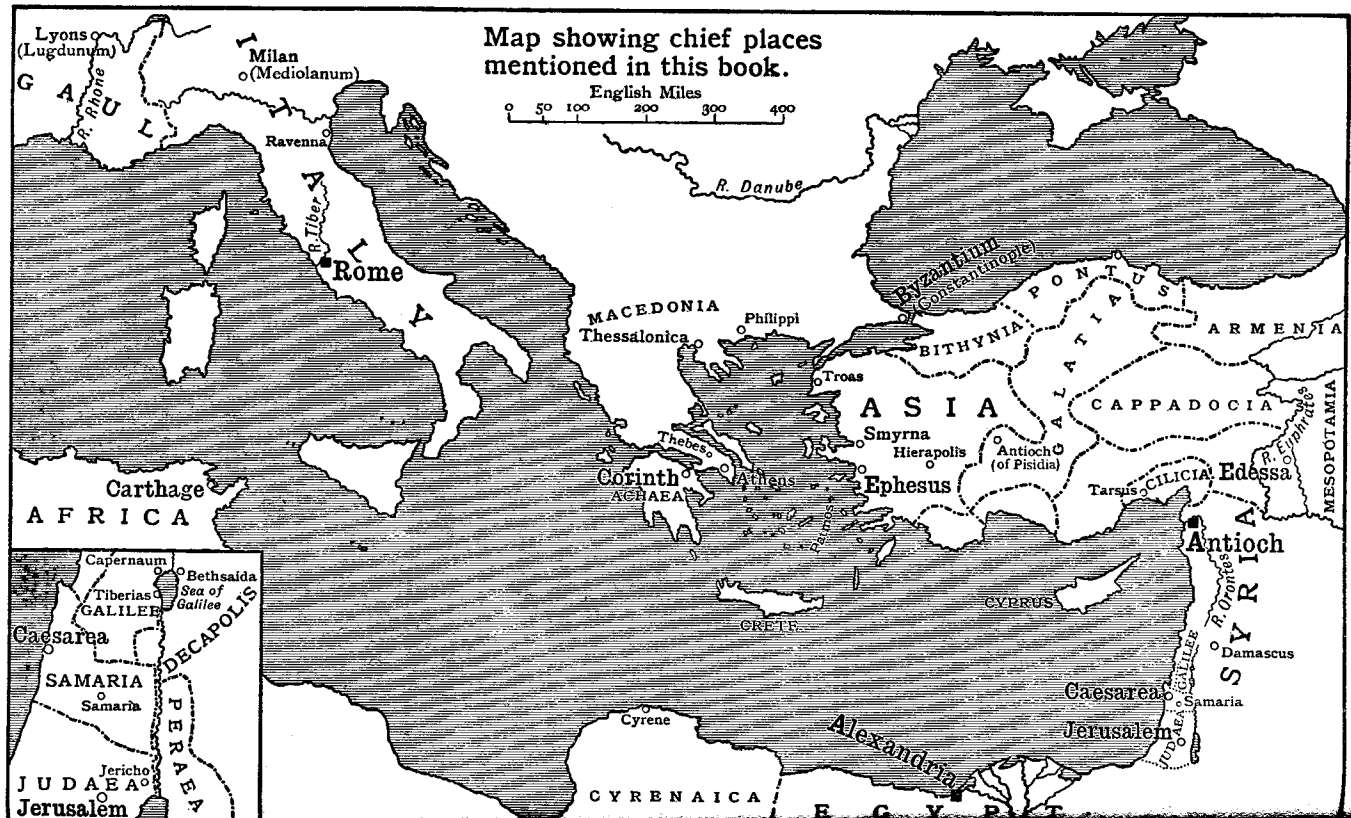 Map showing chief places
mentioned in this book.
English Miles
0 50 100 200 300 400
Lyons
(Lugdunum)
GAUL
R. Rhone
ITALY
Milan
(Mediolanum)
Ravenna
R. Tiber
Rome
R. Danube
MACEDONIA
Thessalonica
Philippi
Byzantium
(Constantinople)
PONTUS
BITHYNIA
GALATIA
ARMENIA
Troas
ASIA
CAPPADOCIA
Smyrna
Hierapolis
Antioch
(of Pisidia)
Ephesus
Thebes
Corinth
Athens
ACHAEA
Patmos
Tarsus
CILICIA
Edessa
R. Euphrates
MESOPOTAMIA
Antioch
R. Orontes
SYRIA
CYPRUS
CRETE
Damascus
GALILEE
Caesarea
Samaria
Jerusalem
JUDAEA
Carthage
AFRICA
Cyrene
CYRENAICA
Alexandria
EGYPT
Capernaum
Bethsaida
Sea of
Galilee
Tiberias
GALILEE
Caesarea
DECAPOLIS
SAMARIA
Samaria
PERAEA
Jericho
JUDAEA
Jerusalem